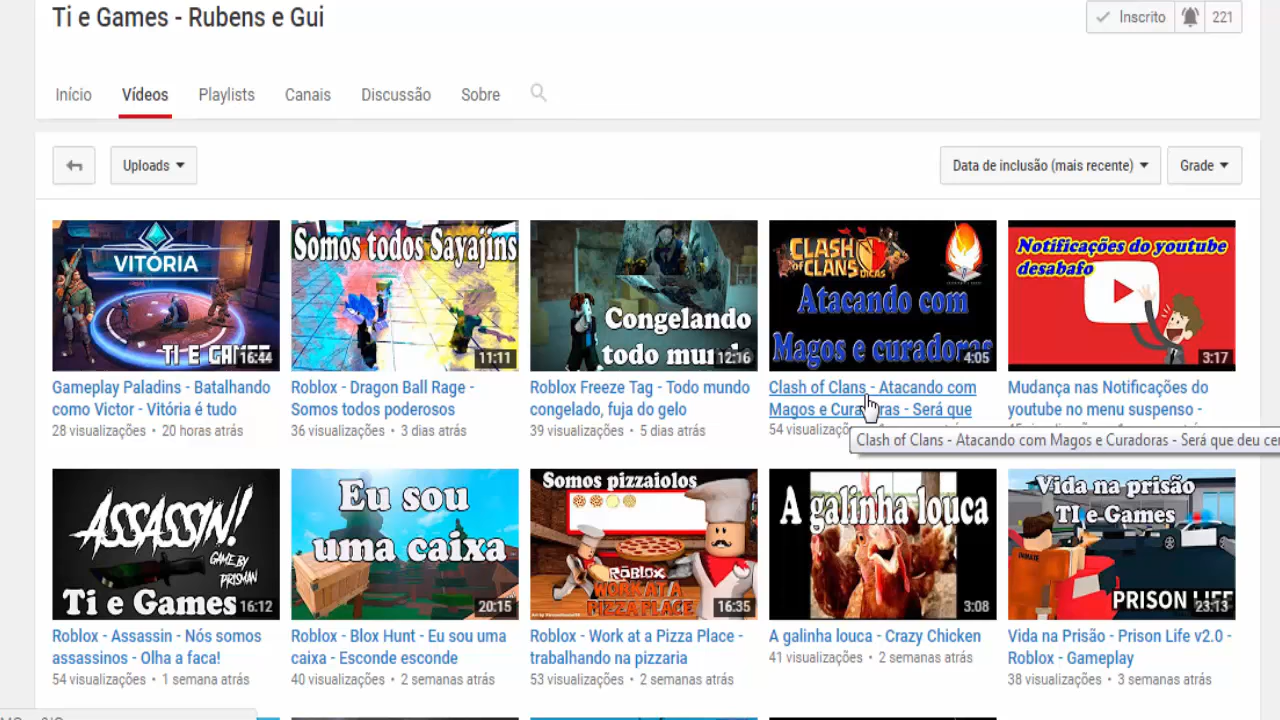 Ti e Games - Rubens e Gui
Inscrito 221
Início Vídeos Playlists Canais Discussão Sobre
Uploads
Data de inclusão (mais recente) Grade
VITÓRIA
TI E GAMES
16:44
Somos todos Sayajins
11:11
Congelando
todo mundo
12:16
CLASH OF CLANS DICAS
Atacando com
Magos e curadoras
4:05
Notificações do youtube
desabafo
3:17
Gameplay Paladins - Batalhando
como Victor - Vitória é tudo
28 visualizações • 20 horas atrás
Roblox - Dragon Ball Rage -
Somos todos poderosos
36 visualizações • 3 dias atrás
Roblox Freeze Tag - Todo mundo
congelado, fuja do gelo
39 visualizações • 5 dias atrás
Clash of Clans - Atacando com
Magos e Curadoras - Será que
54 visualizaçõ
Clash of Clans - Atacando com Magos e Curadoras - Será que deu cer
Mudança nas Notificações do
youtube no menu suspenso -
ASSASSIN!
GAME BY
PRISMAN
Ti e Games
16:12
Eu sou
uma caixa
20:15
Somos pizzaiolos
ROBLOX
WORK AT A
PIZZA PLACE
16:35
A galinha louca
3:08
Vida na prisão
TI e-Games
INMATE
PRISON LIFE
23:13
Roblox - Assassin - Nós somos
assassinos - Olha a faca!
54 visualizações • 1 semana atrás
Roblox - Blox Hunt - Eu sou uma
caixa - Esconde esconde
40 visualizações • 2 semanas atrás
Roblox - Work at a Pizza Place -
trabalhando na pizzaria
53 visualizações • 2 semanas atrás
A galinha louca - Crazy Chicken
41 visualizações • 2 semanas atrás
Vida na Prisão - Prison Life v2.0 -
Roblox - Gameplay
38 visualizações • 3 semanas atrás